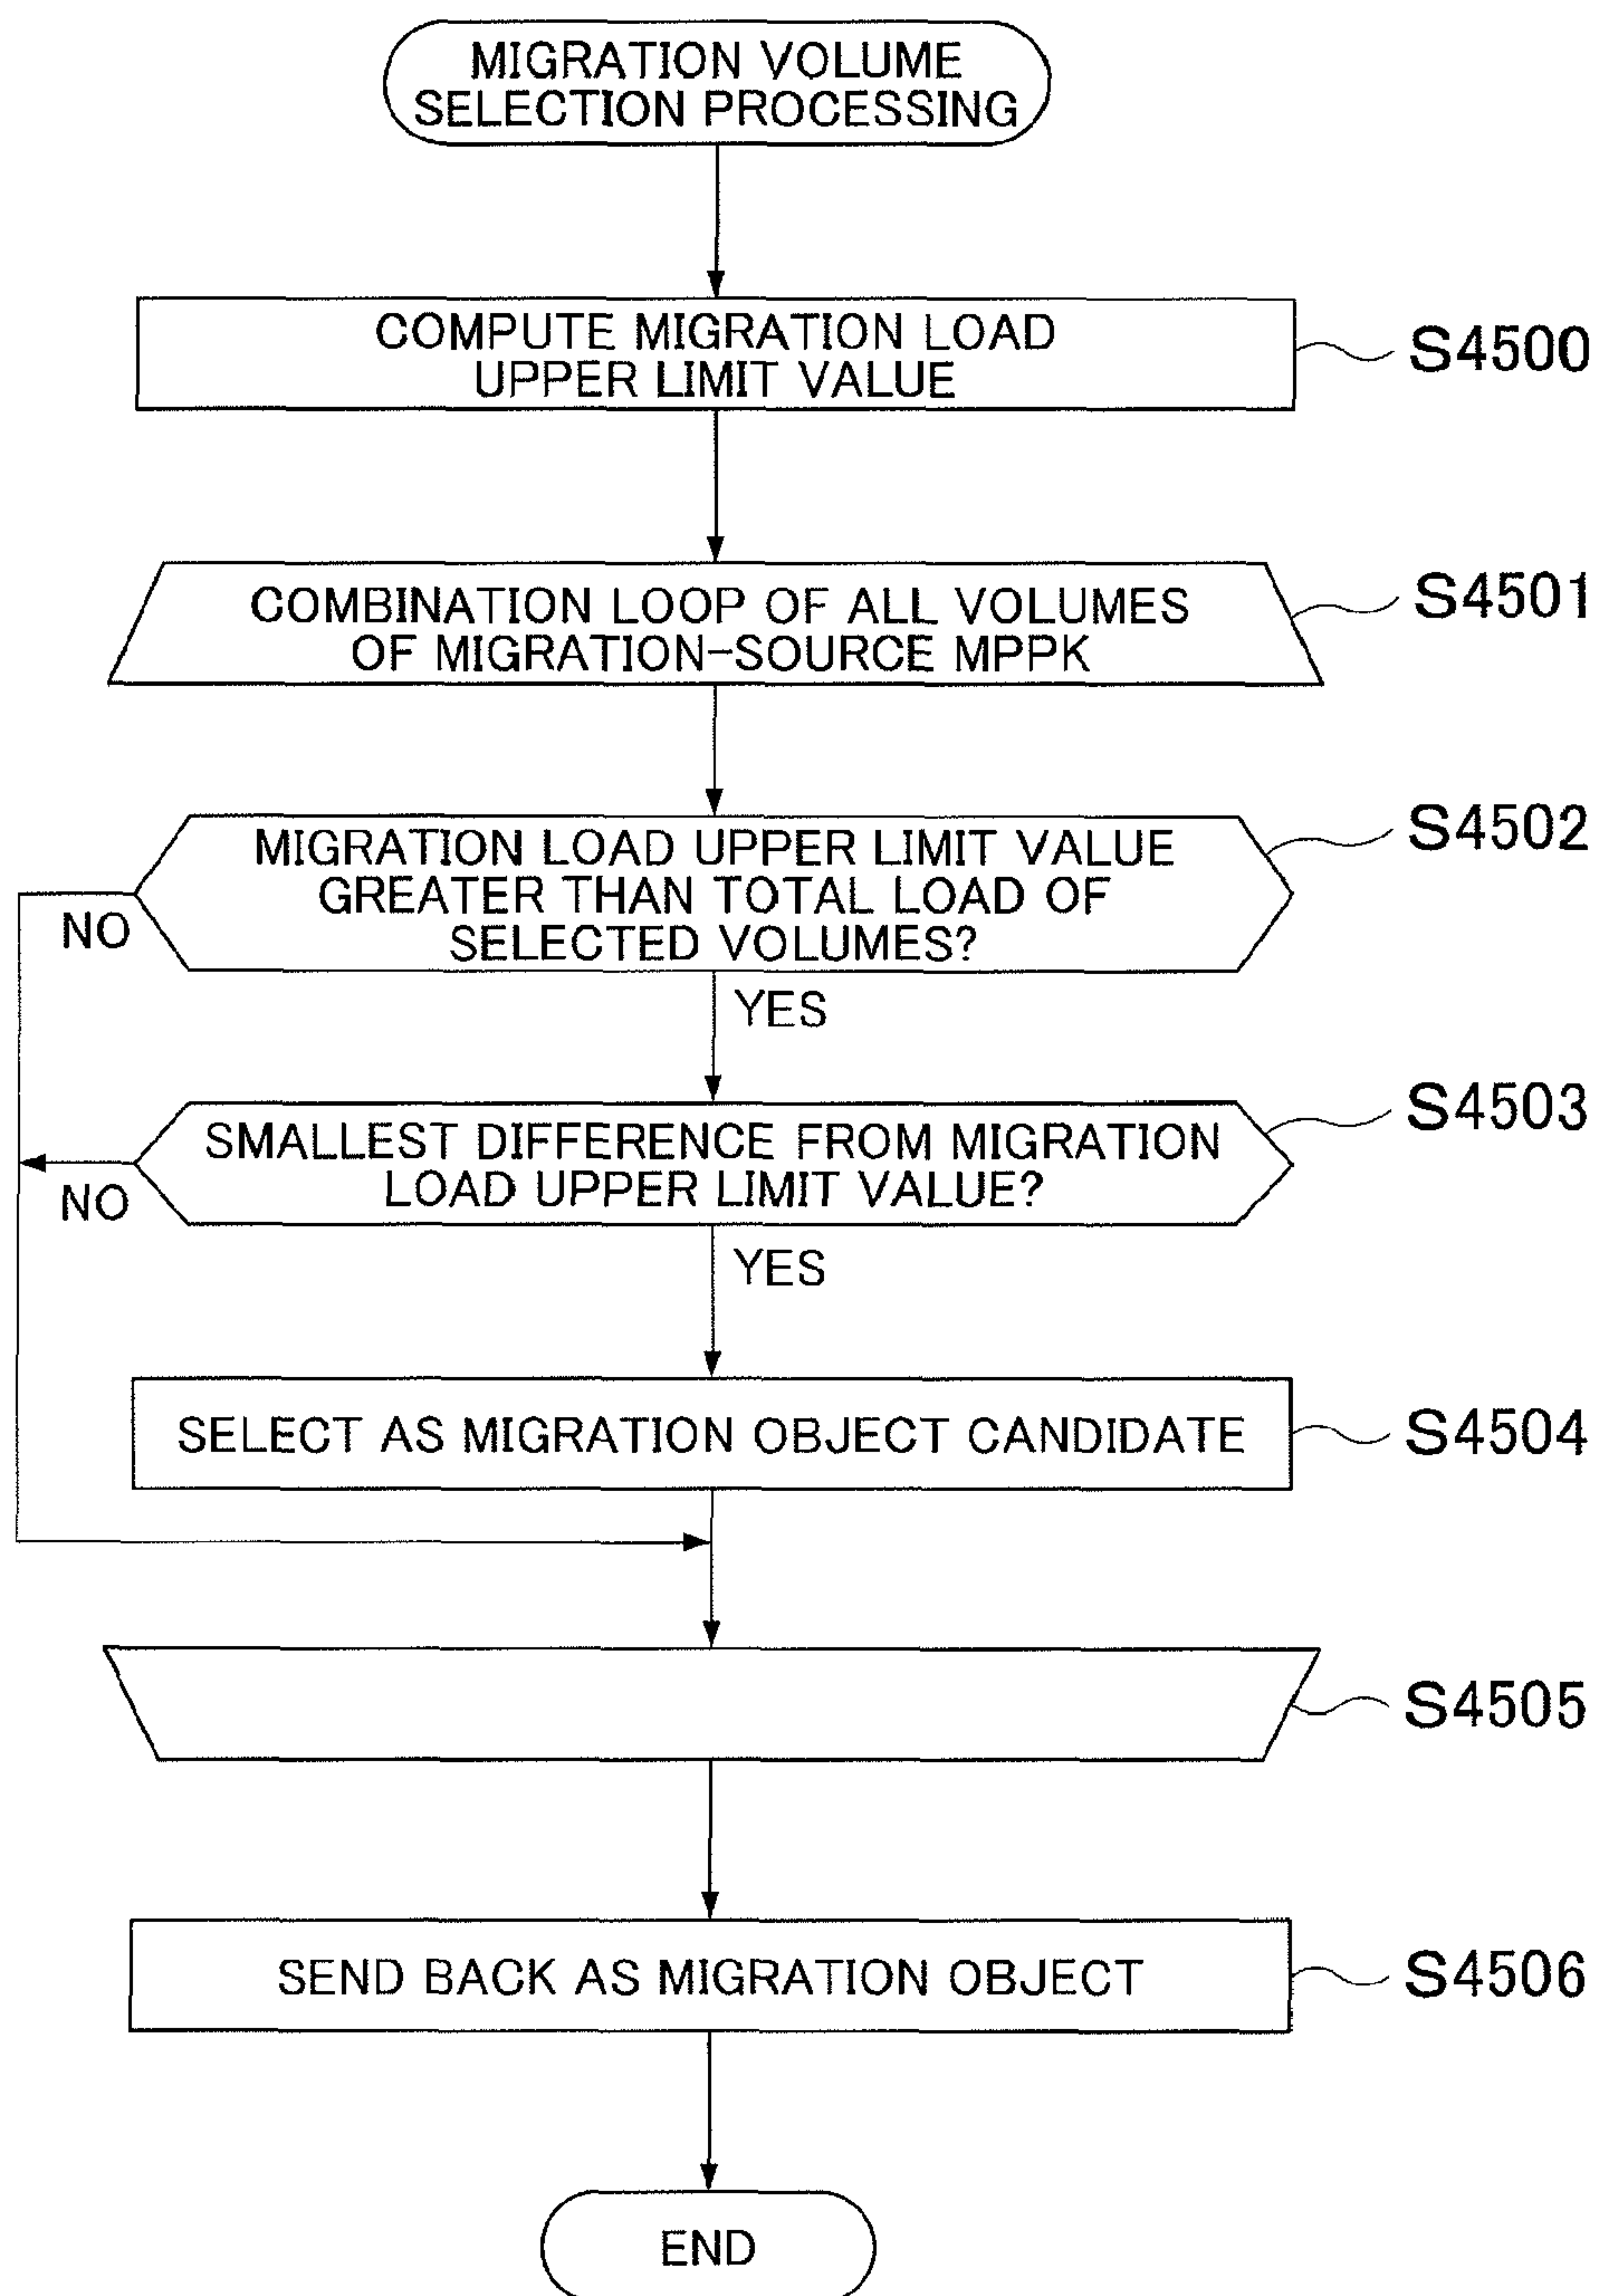 MIGRATION VOLUME
SELECTION PROCESSING
COMPUTE MIGRATION LOAD
UPPER LIMIT VALUE
S4500
COMBINATION LOOP OF ALL VOLUMES
OF MIGRATION-SOURCE MPPK
S4501
MIGRATION LOAD UPPER LIMIT VALUE
GREATER THAN TOTAL LOAD OF
SELECTED VOLUMES?
S4502
NO
YES
SMALLEST DIFFERENCE FROM MIGRATION
LOAD UPPER LIMIT VALUE?
S4503
NO
YES
SELECT AS MIGRATION OBJECT CANDIDATE
S4504
S4505
SEND BACK AS MIGRATION OBJECT
S4506
END